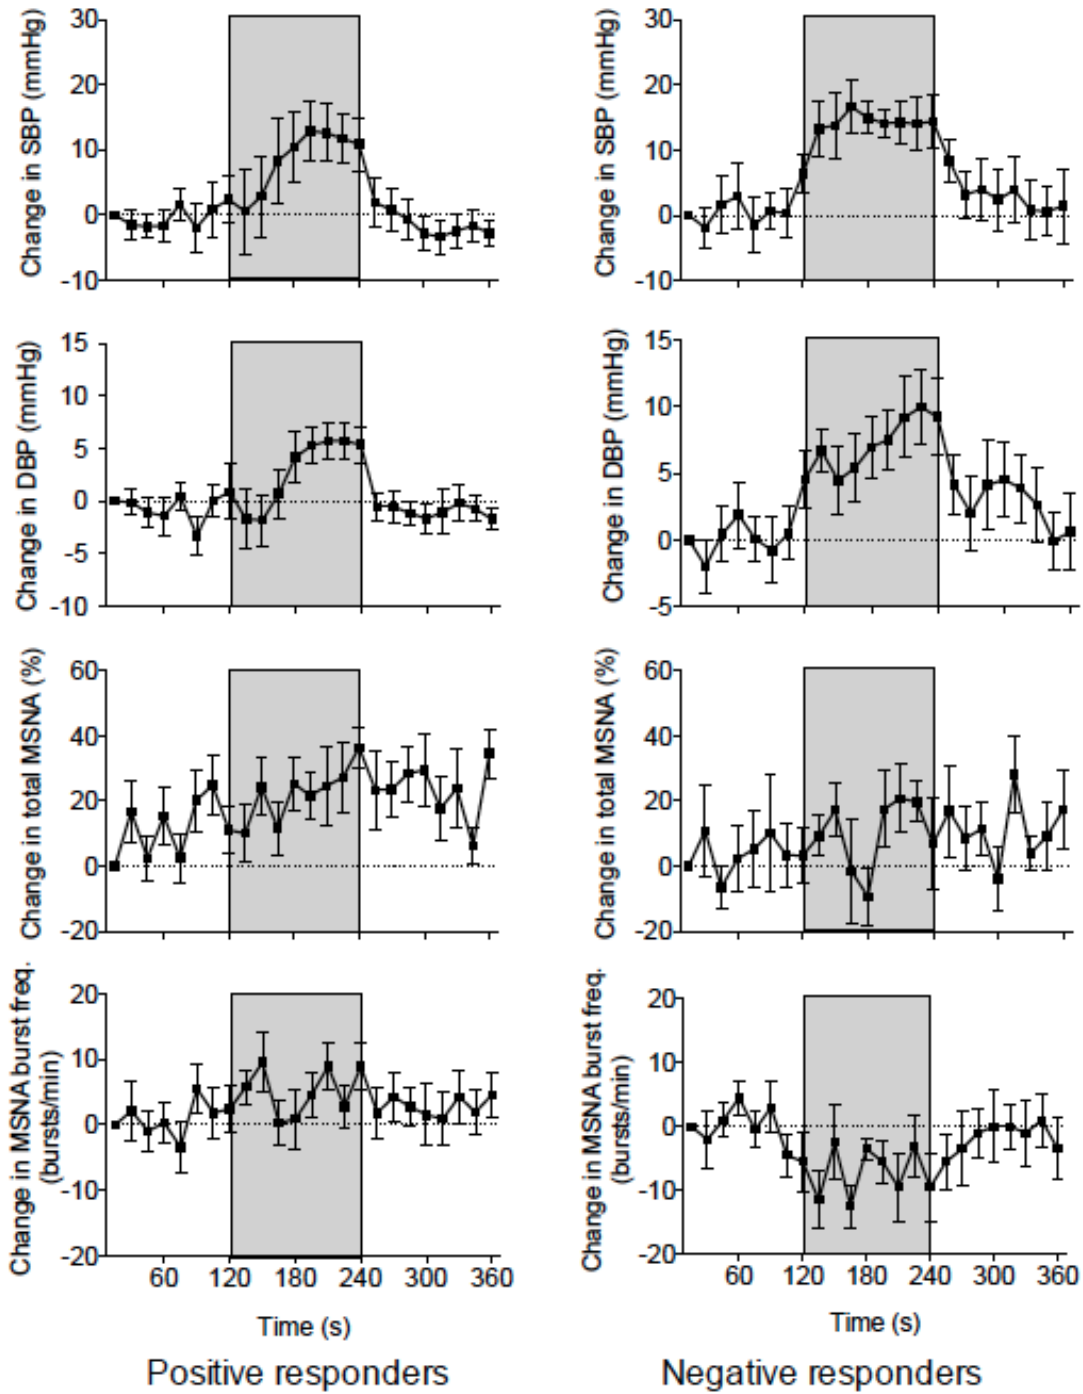 Change in SBP (mmHg)
30
20
10
0
-10
Change in SBP (mmHg)
30
20
10
0
-10
Change in DBP (mmHg)
15
10
5
0
-5
-10
Change in DBP (mmHg)
15
10
5
0
-5
Change in total MSNA (%)
60
40
20
0
-20
Change in total MSNA (%)
60
40
20
0
-20
Change in MSNA burst freq.
(bursts/min)
20
10
0
-10
-20
60 120 180 240 300 360
Time (s)
Change in MSNA burst freq.
(bursts/min)
20
10
0
-10
-20
60 120 180 240 300 360
Time (s)
Positive responders
Negative responders